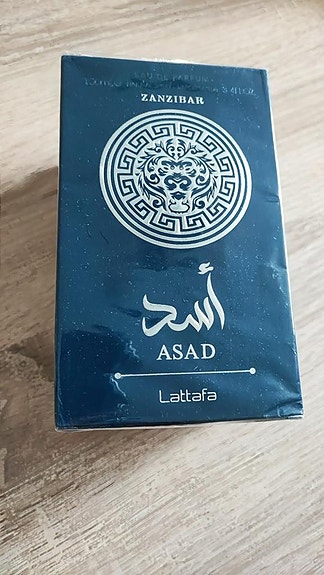 EAU DE PARFUM
ZANZIBAR
أسد
ASAD
Lattafa